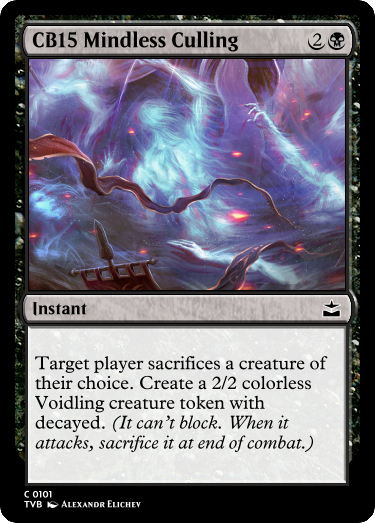 CB15 Mindless Culling 2
Instant
Target player sacrifices a creature of
their choice. Create a 2/2 colorless
Voidling creature token with
decayed. (It can't block. When it
attacks, sacrifice it at end of combat.)
C 0101
TVB Alexandr Elichev